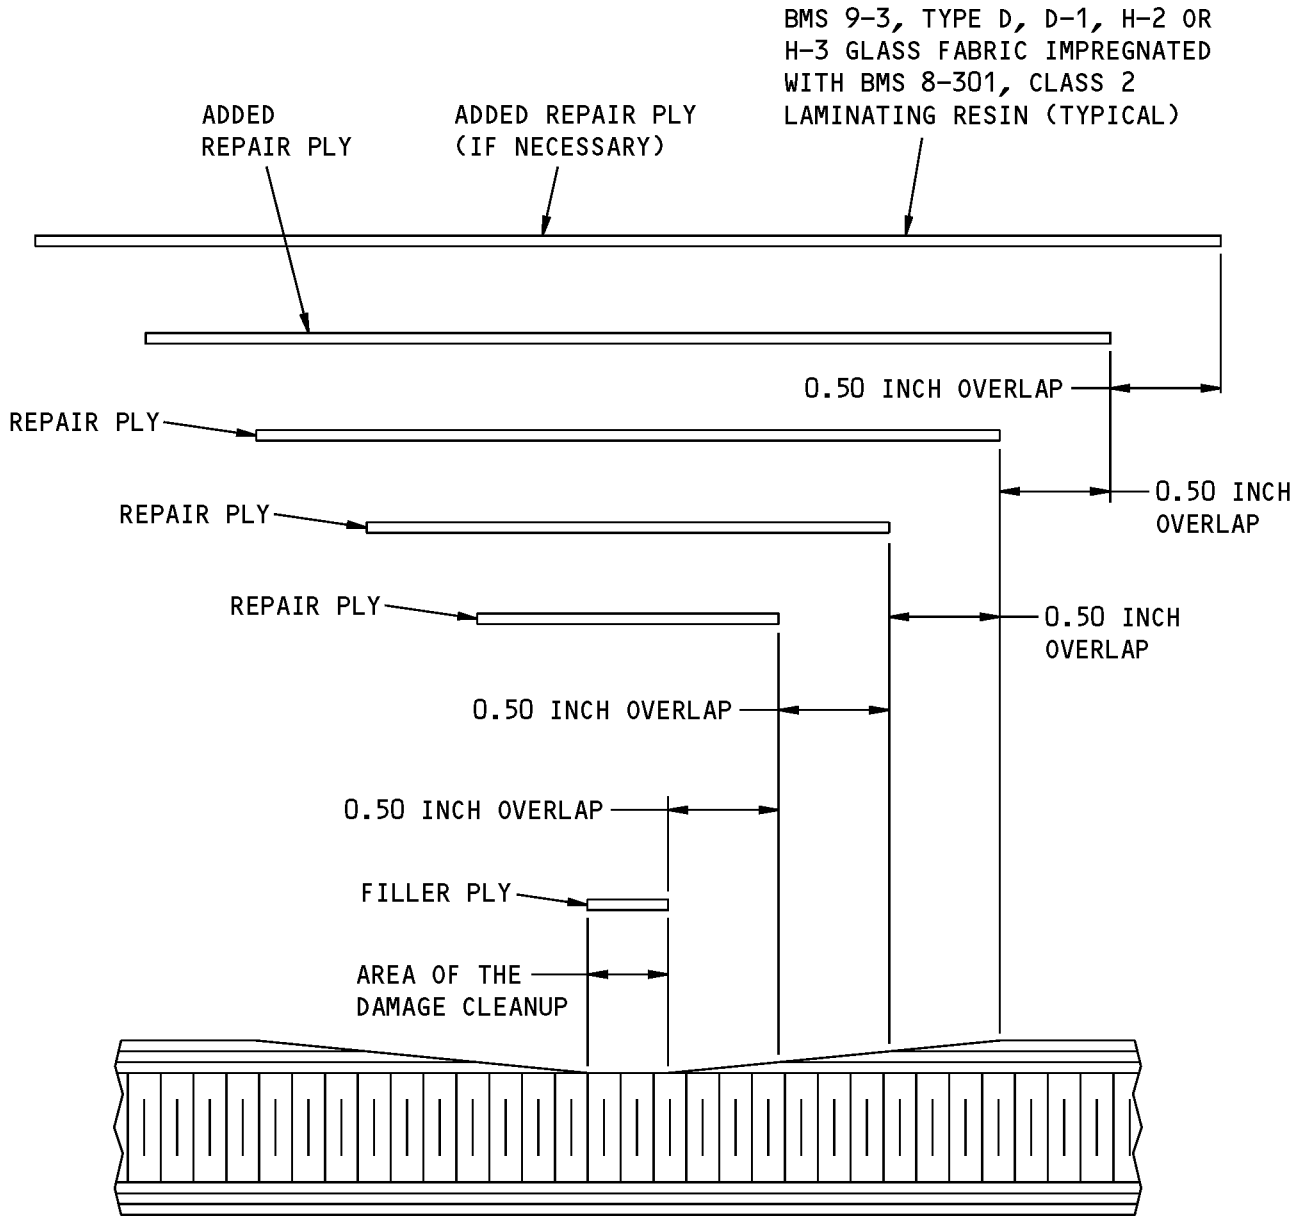 BMS 9-3, TYPE D, D-1, H-2 OR
H-3 GLASS FABRIC IMPREGNATED
WITH BMS 8-301, CLASS 2
LAMINATING RESIN (TYPICAL)
ADDED
REPAIR PLY
ADDED REPAIR PLY
(IF NECESSARY)
0.50 INCH OVERLAP
REPAIR PLY
0.50 INCH
OVERLAP
REPAIR PLY
REPAIR PLY
0.50 INCH
OVERLAP
0.50 INCH OVERLAP
0.50 INCH OVERLAP
FILLER PLY
AREA OF THE
DAMAGE CLEANUP